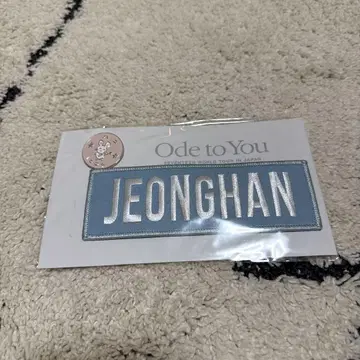 Ode to You
SEVENTEEN WORLD TOUR IN JAPAN
JEONGHAN